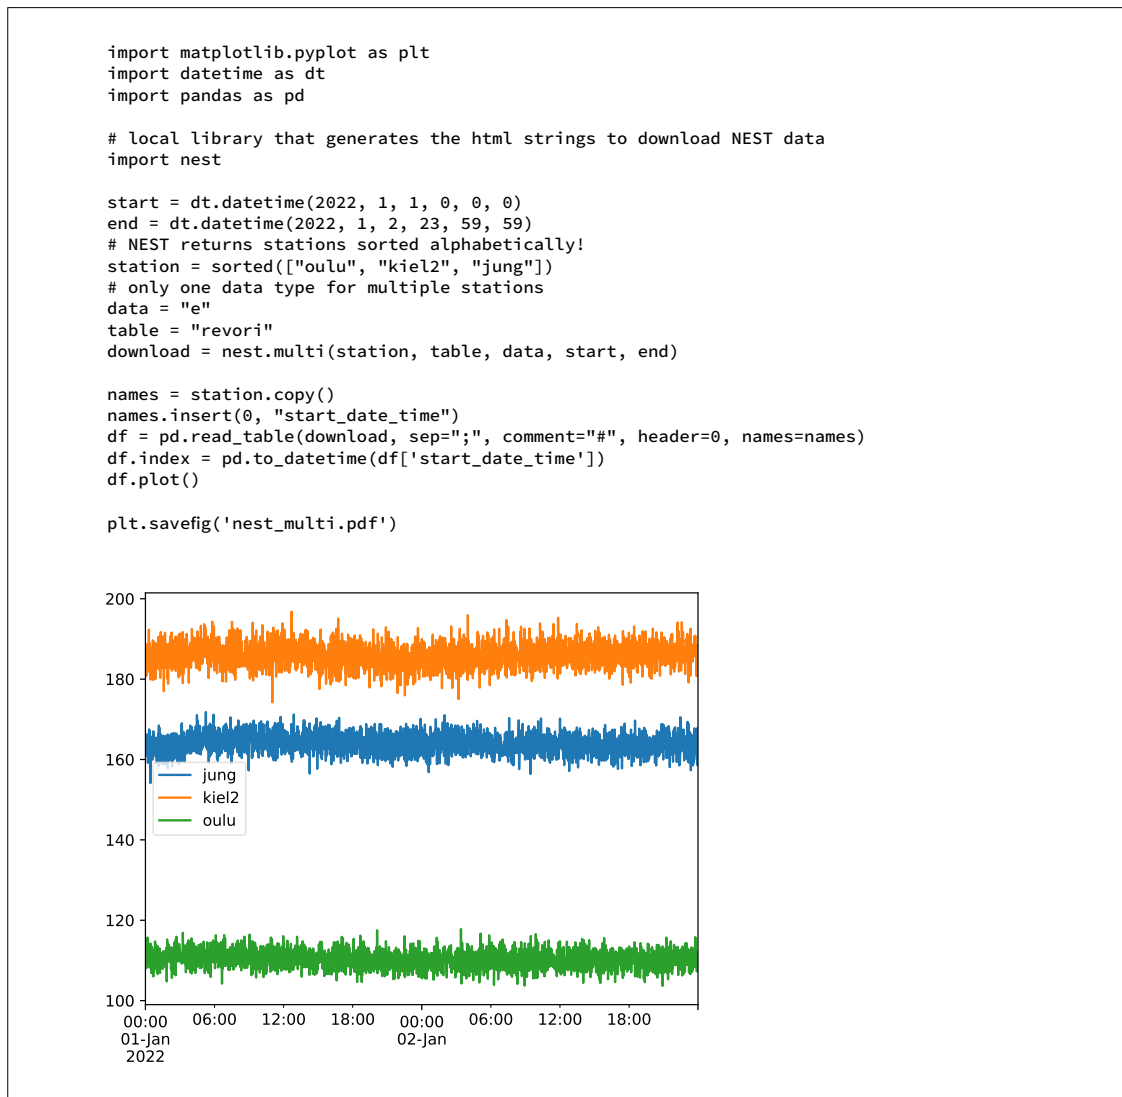 import matplotlib.pyplot as plt
import datetime as dt
import pandas as pd
# local library that generates the html strings to download NEST data
import nest
start = dt.datetime(2022, 1, 1, 0, 0, 0)
end = dt.datetime(2022, 1, 2, 23, 59, 59)
# NEST returns stations sorted alphabetically!
station = sorted(["oulu", "kiel2", "jung"])
# only one data type for multiple stations
data = "e"
table = "revori"
download = nest.multi(station, table, data, start, end)
names = station.copy()
names.insert(0, "start_date_time")
df = pd.read_table(download, sep=";", comment="#", header=0, names=names)
df.index = pd.to_datetime(df['start_date_time'])
df.plot()
plt.savefig('nest_multi.pdf')
200
180
160
jung
kiel2
oulu
140
120
100
00:00 06:00 12:00 18:00 00:00 06:00 12:00 18:00
01-Jan 02-Jan
2022